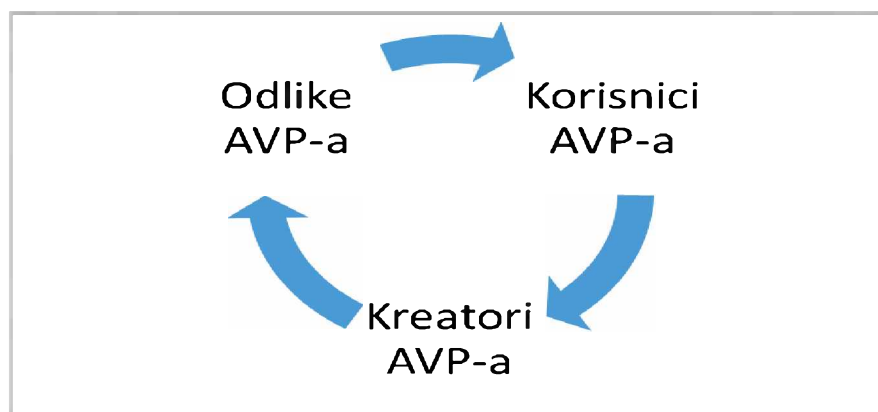 Odlike
AVP-a
Korisnici
AVP-a
Kreatori
AVP-a